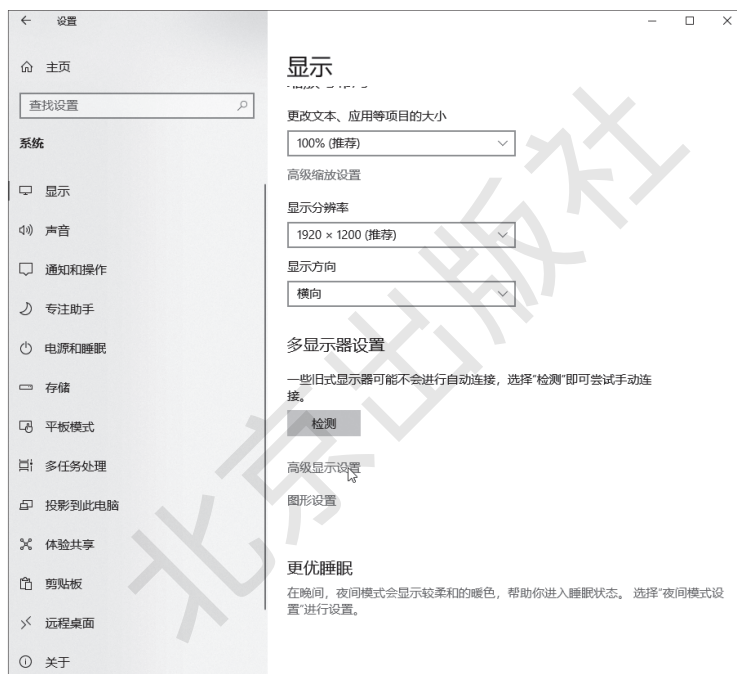 设置
主页
查找设置
系统
显示
声音
通知和操作
专注助手
电源和睡眠
存储
平板模式
多任务处理
投影到此电脑
体验共享
剪贴板
远程桌面
关于
显示
更改文本、应用等项目的大小
100% (推荐)
高级缩放设置
显示分辨率
1920 × 1200 (推荐)
显示方向
横向
多显示器设置
一些旧式显示器可能不会进行自动连接，选择"检测"即可尝试手动连
接。
检测
高级显示设置
图形设置
更优睡眠
在晚间，夜间模式会显示较柔和的暖色，帮助你进入睡眠状态。 选择"夜间模式设
置"进行设置。
北京出版社